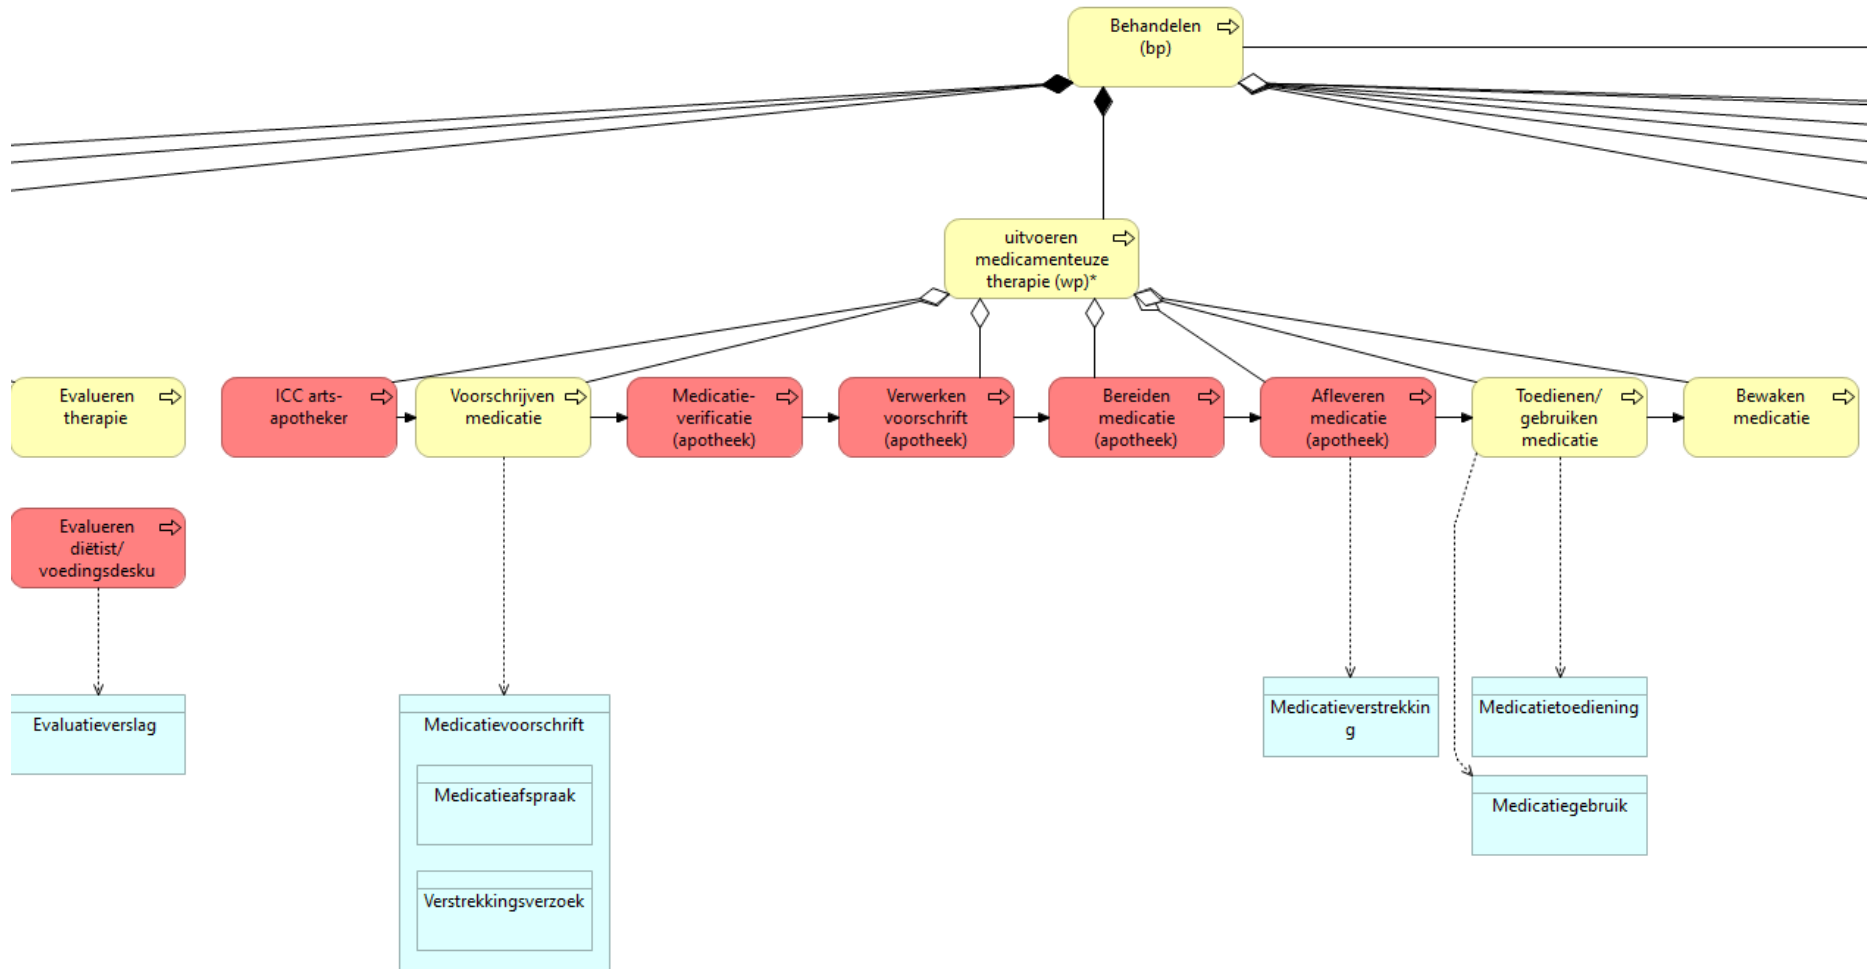 Behandelen
(bp)
uitvoeren
medicamenteuze
therapie (wp)*
Evalueren
therapie
ICC arts-
apotheker
Voorschrijven
medicatie
Medicatie-
verificatie
(apotheek)
Verwerken
voorschrift
(apotheek)
Bereiden
medicatie
(apotheek)
Afleveren
medicatie
(apotheek)
Toedienen/
gebruiken
medicatie
Bewaken
medicatie
Evalueren
diëtist/
voedingsdesku
Evaluatieverslag
Medicatievoorschrift
Medicatieafspraak
Verstrekkingsverzoek
Medicatieverstrekkin
g
Medicatietoediening
Medicatiegebruik